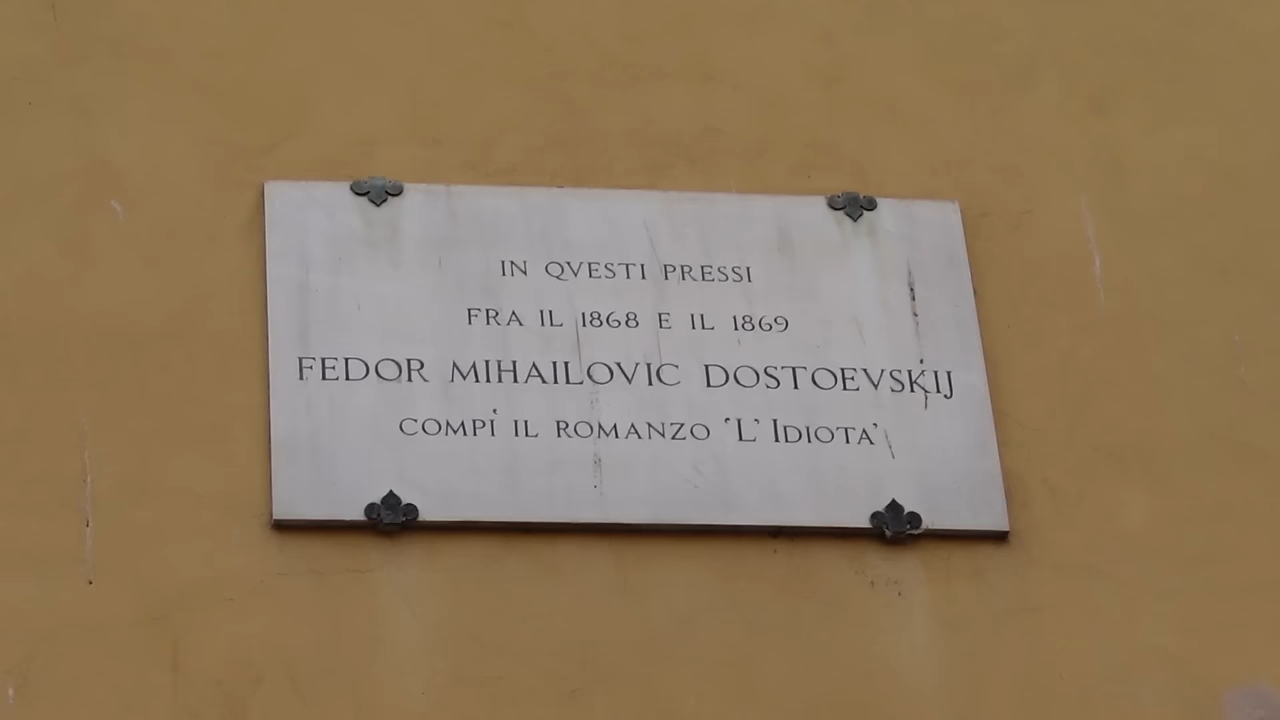 IN QVESTI PRESSI
FRA IL 1868 E IL 1869
FEDOR MIHAILOVIC DOSTOEVSKIJ
COMPÌ IL ROMANZO 'L' IDIOTA'